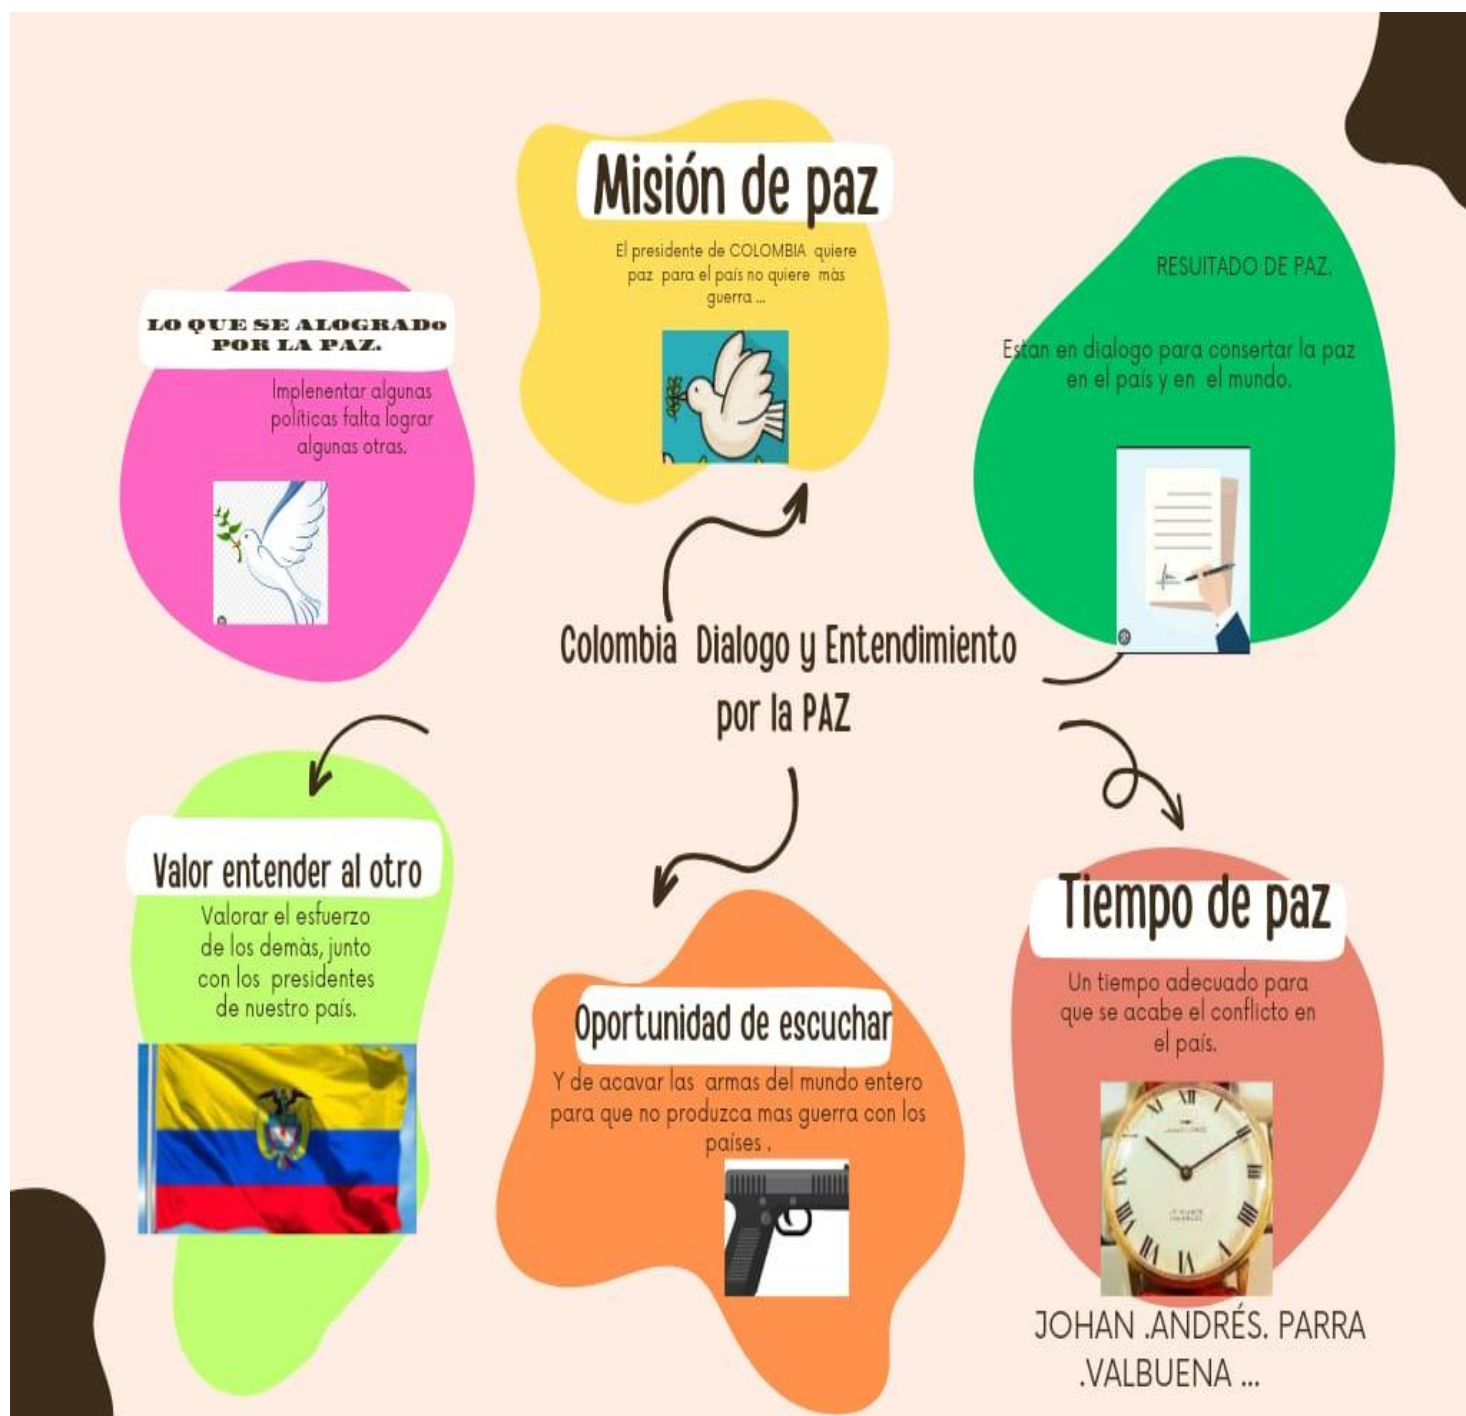 Misión de paz
El presidente de COLOMBIA quiere
paz para el país no quiere màs
guerra ...
RESUITADO DE PAZ.
Están en dialogo para consertar la paz
en el país y en el mundo.
LO QUE SE ALOGRADo
POR LA PAZ.
Implenentar algunas
políticas falta lograr
algunas otras.
Colombia Dialogo y Entendimiento
por la PAZ
Valor entender al otro
Valorar el esfuerzo
de los demàs, junto
con los presidentes
de nuestro país.
Oportunidad de escuchar
Y de acavar las armas del mundo entero
para que no produzca mas guerra con los
países .
Tiempo de paz
Un tiempo adecuado para
que se acabe el conflicto en
el país.
XII
JOHAN .ANDRÉS. PARRA
.VALBUENA ...